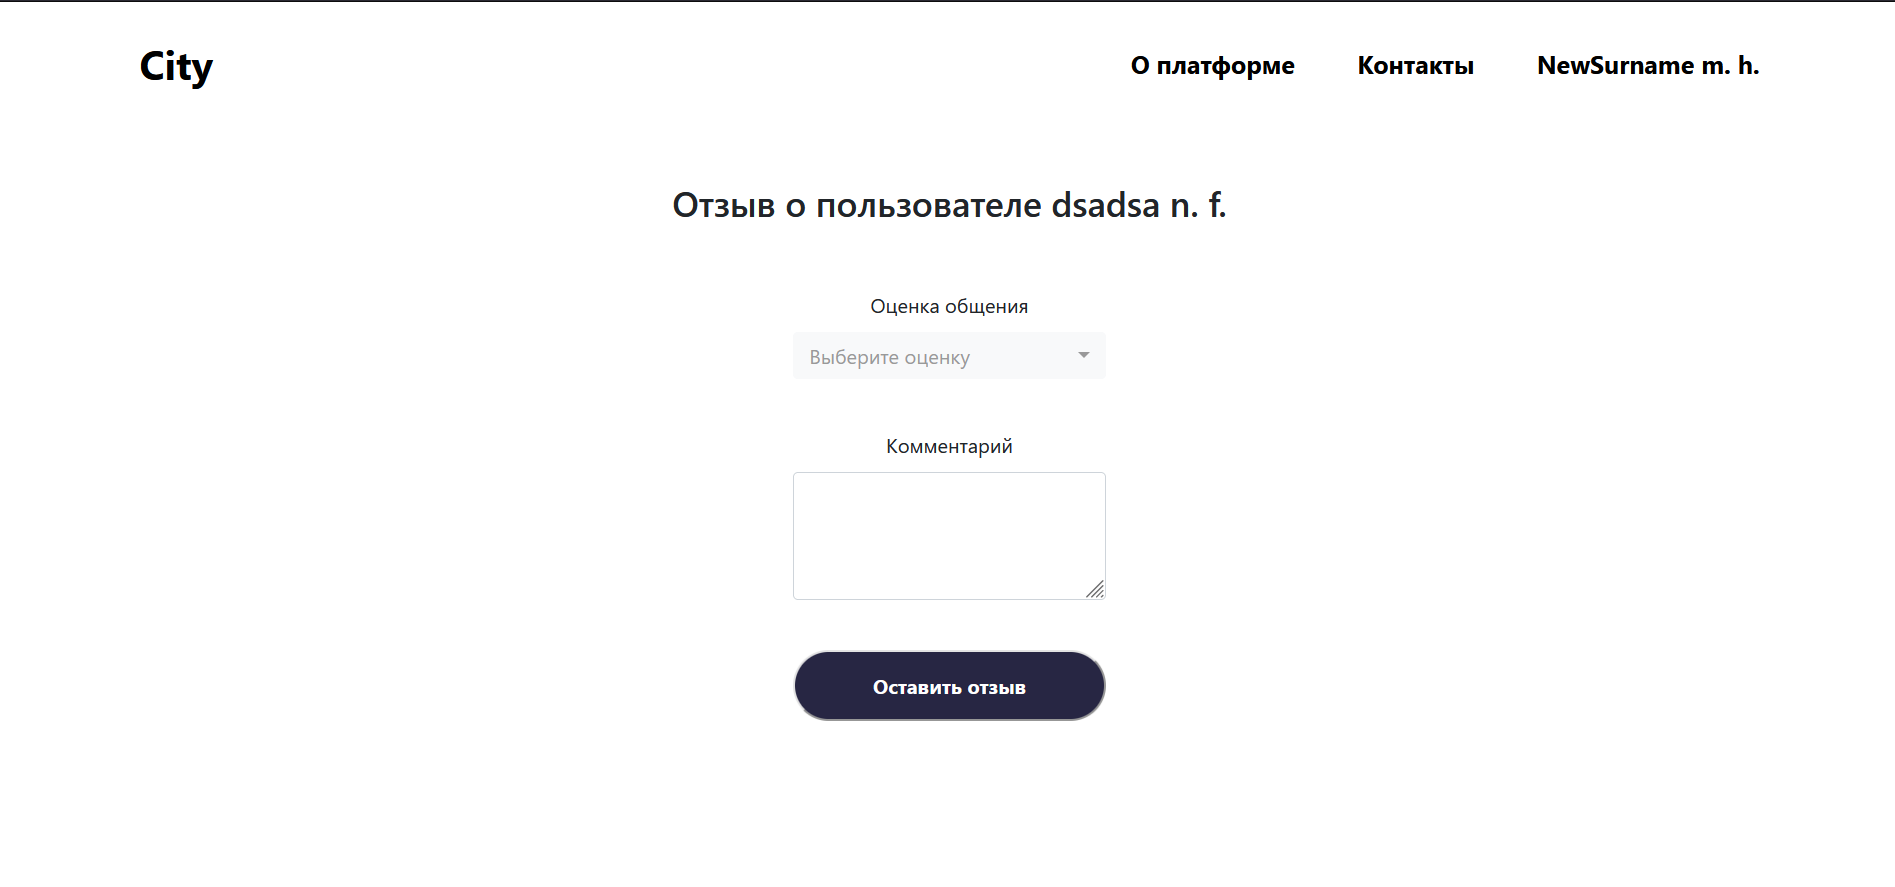 City
О платформе
Контакты
NewSurname m. h.
Отзыв о пользователе dsadsa n. f.
Оценка общения
Выберите оценку
Комментарий
Оставить отзыв